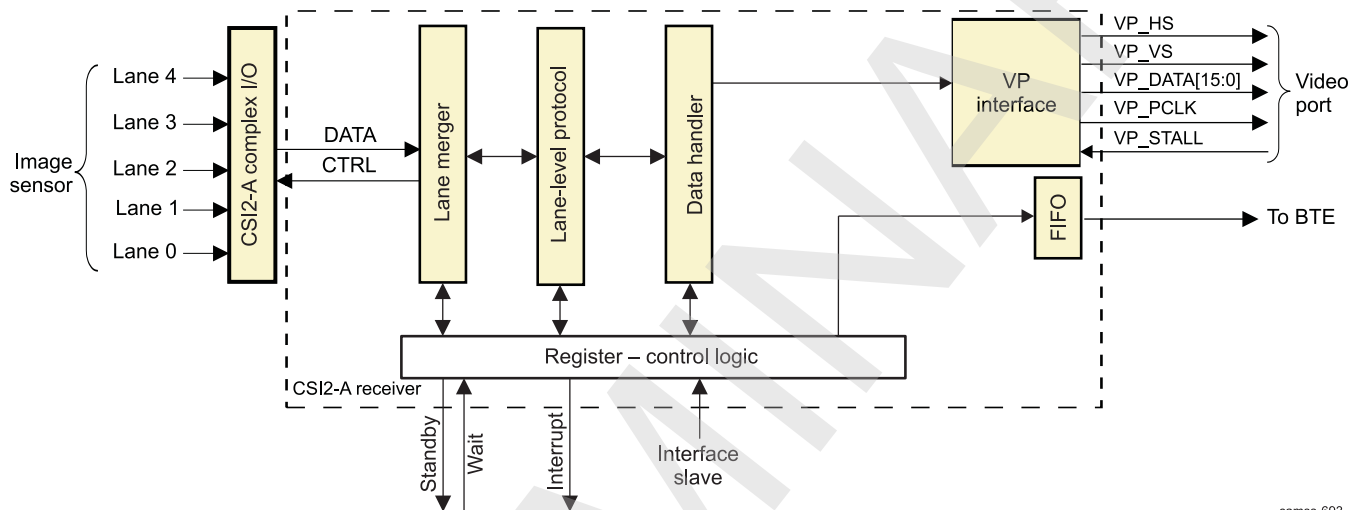 Image
sensor
Lane 4
Lane 3
Lane 2
Lane 1
Lane 0
CSI2-A complex I/O
DATA
CTRL
Lane merger
Lane-level protocol
Data handler
VP
interface
VP_HS
VP_VS
VP_DATA[15:0]
VP_PCLK
VP_STALL
Video
port
FIFO
To BTE
Register – control logic
CSI2-A receiver
Standby
Wait
Interrupt
Interface
slave